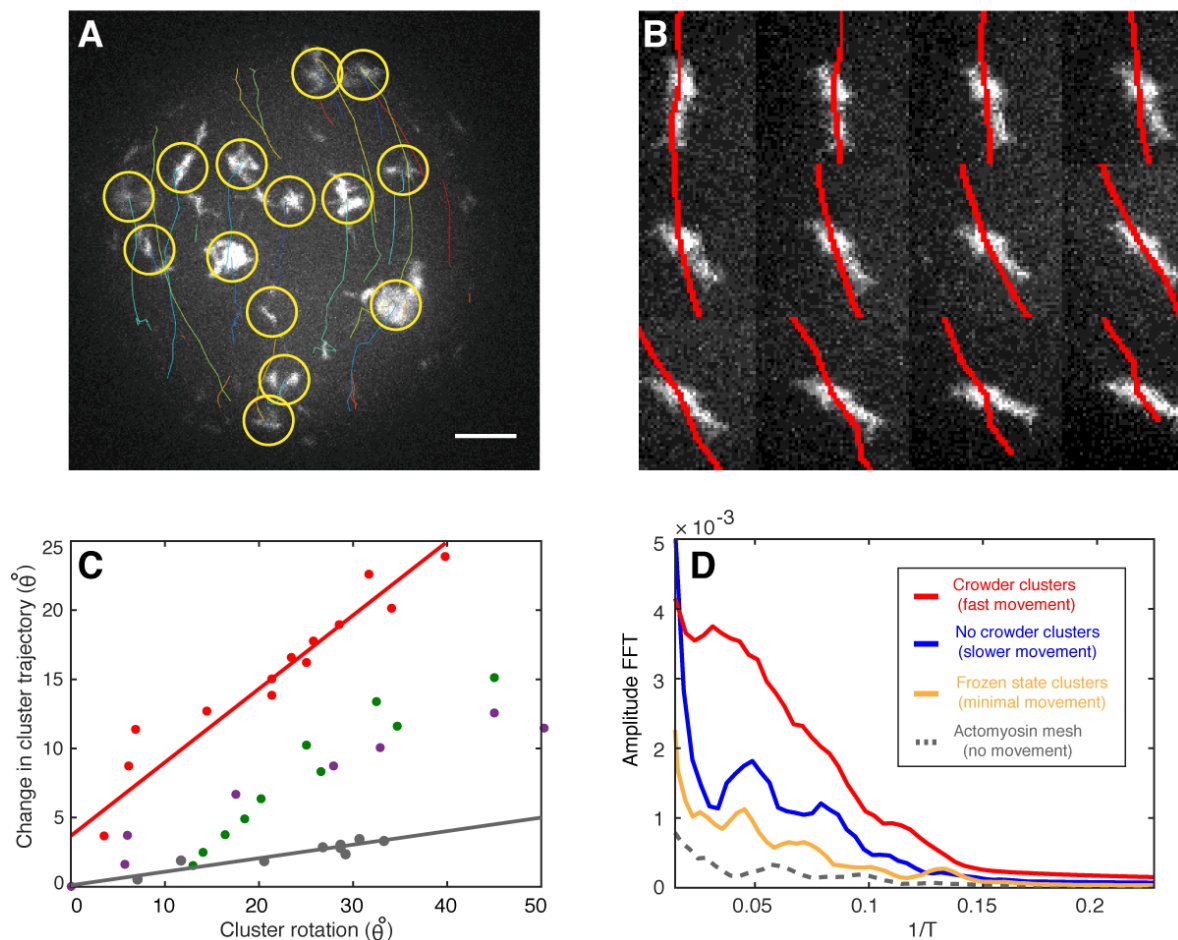 A
B
C
25
20
15
10
5
0
Change in cluster trajectory (θ°)
0
10
20
30
40
50
Cluster rotation (θ°)
D
× 10⁻³
5
4
3
2
1
0
Amplitude FFT
0.05
0.1
0.15
0.2
1/T
Crowder clusters
(fast movement)
No crowder clusters
(slower movement)
Frozen state clusters
(minimal movement)
Actomyosin mesh
(no movement)